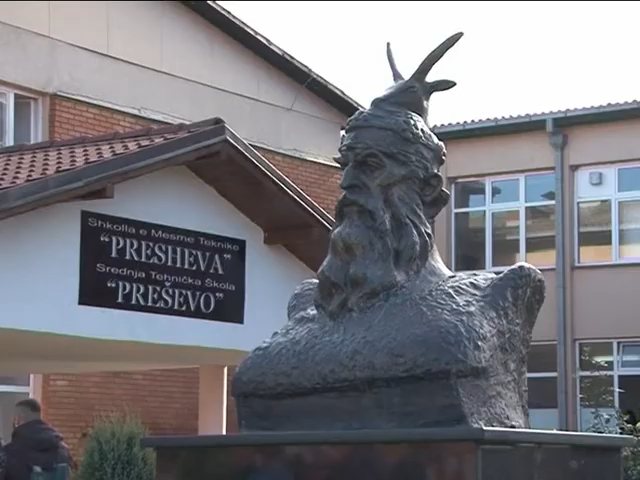 Shkolla e Mesme Teknike
“PRESHEVA”
Srednja Tehnička Škola
“PREŠEVO”